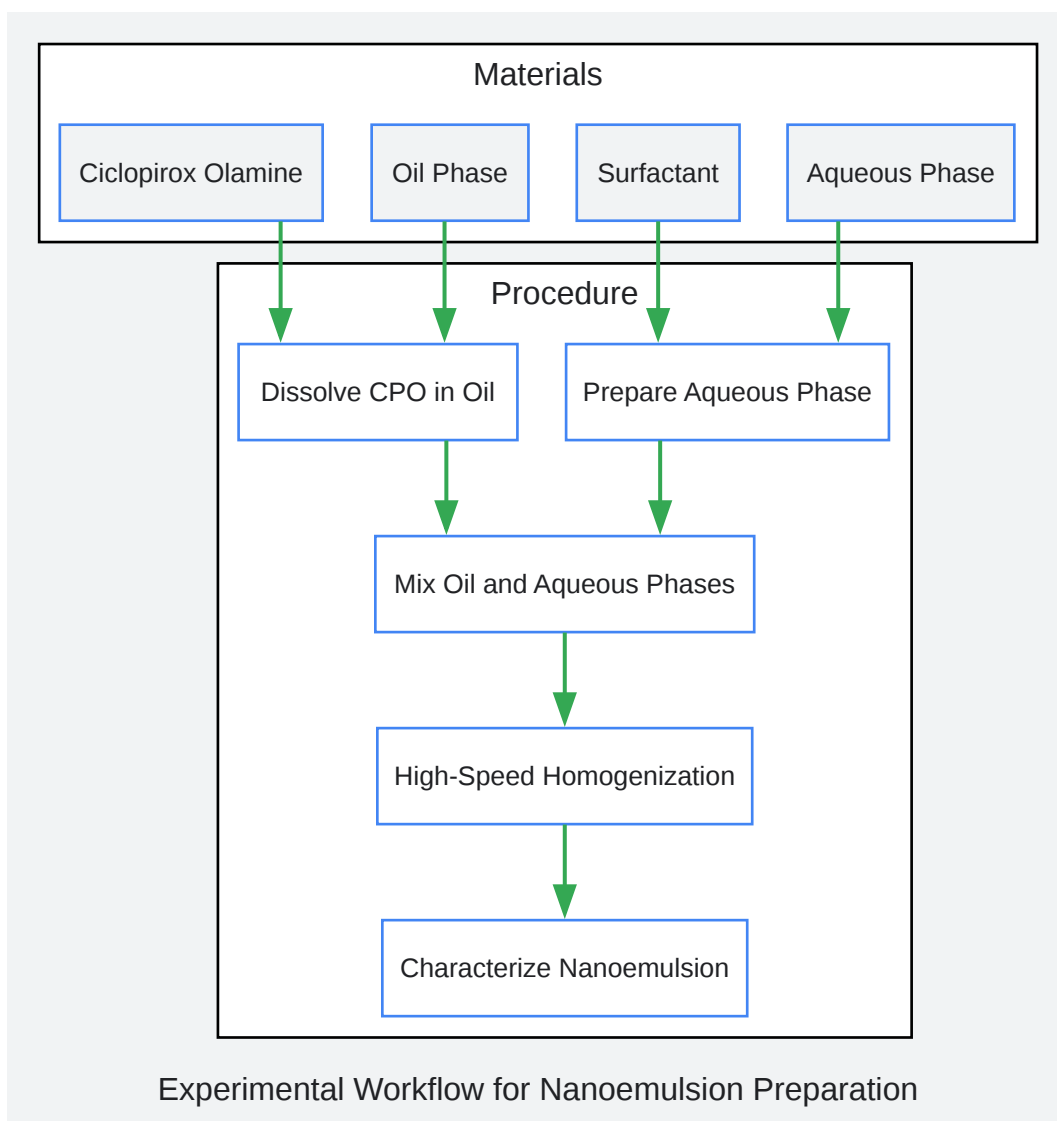 Materials
Ciclopirox Olamine
Oil Phase
Surfactant
Aqueous Phase
Procedure
Dissolve CPO in Oil
Prepare Aqueous Phase
Mix Oil and Aqueous Phases
High-Speed Homogenization
Characterize Nanoemulsion
Experimental Workflow for Nanoemulsion Preparation